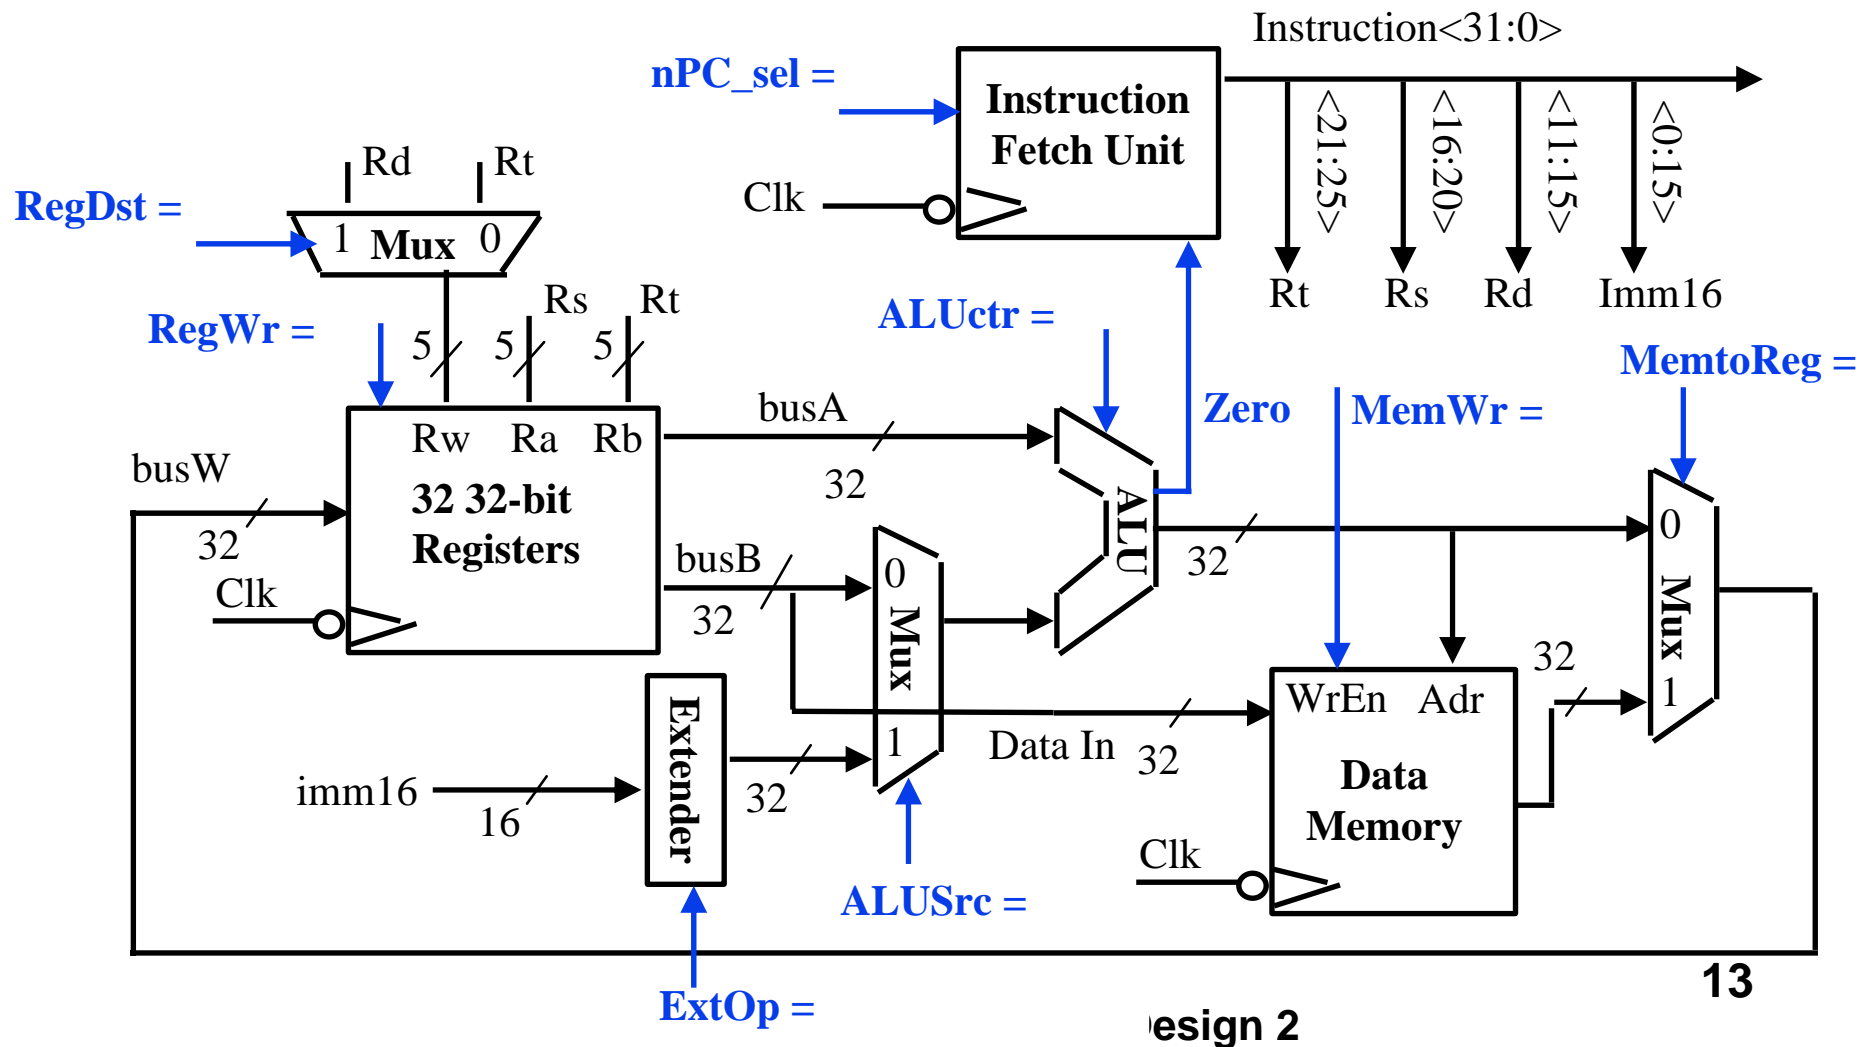 Instruction<31:0>
nPC_sel =
Instruction
Fetch Unit
Clk
<21:25>
<16:20>
<11:15>
<0:15>
Rt
Rs
Rd
Imm16
Rd
Rt
RegDst =
1
Mux
0
RegWr =
5
5
Rs
5
Rt
ALUctr =
Zero
MemWr =
MemtoReg =
busW
32
Rw
Ra
Rb
32 32-bit
Registers
Clk
busA
32
busB
32
0
Mux
1
ALU
32
0
Mux
1
32
WrEn
Adr
Data
Memory
Clk
Data In
32
imm16
16
Extender
32
ALUSrc =
ExtOp =
13
esign 2